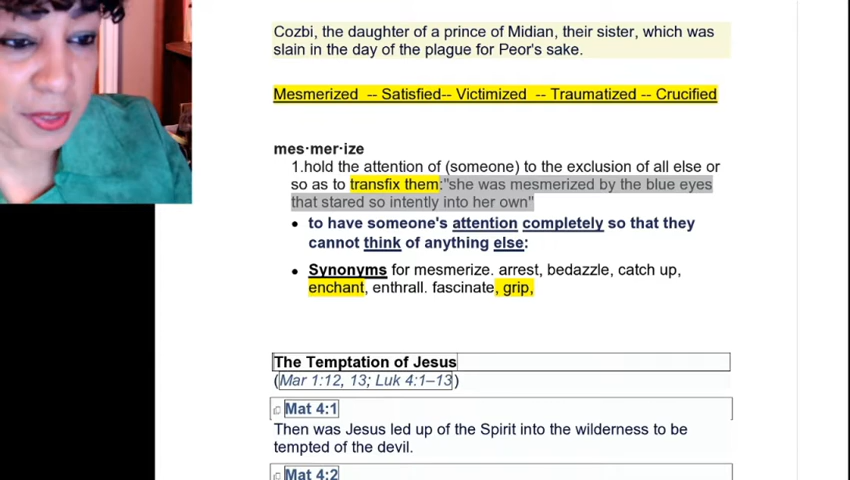 Cozbi, the daughter of a prince of Midian, their sister, which was
slain in the day of the plague for Peor's sake.
Mesmerized -- Satisfied-- Victimized -- Traumatized -- Crucified
mes·mer·ize
1.hold the attention of (someone) to the exclusion of all else or
so as to transfix them:"she was mesmerized by the blue eyes
that stared so intently into her own"
• to have someone's attention completely so that they
cannot think of anything else:
• Synonyms for mesmerize. arrest, bedazzle, catch up,
enchant, enthrall. fascinate, grip,
The Temptation of Jesus
(Mar 1:12, 13; Luk 4:1–13)
Mat 4:1
Then was Jesus led up of the Spirit into the wilderness to be
tempted of the devil.
Mat 4:2